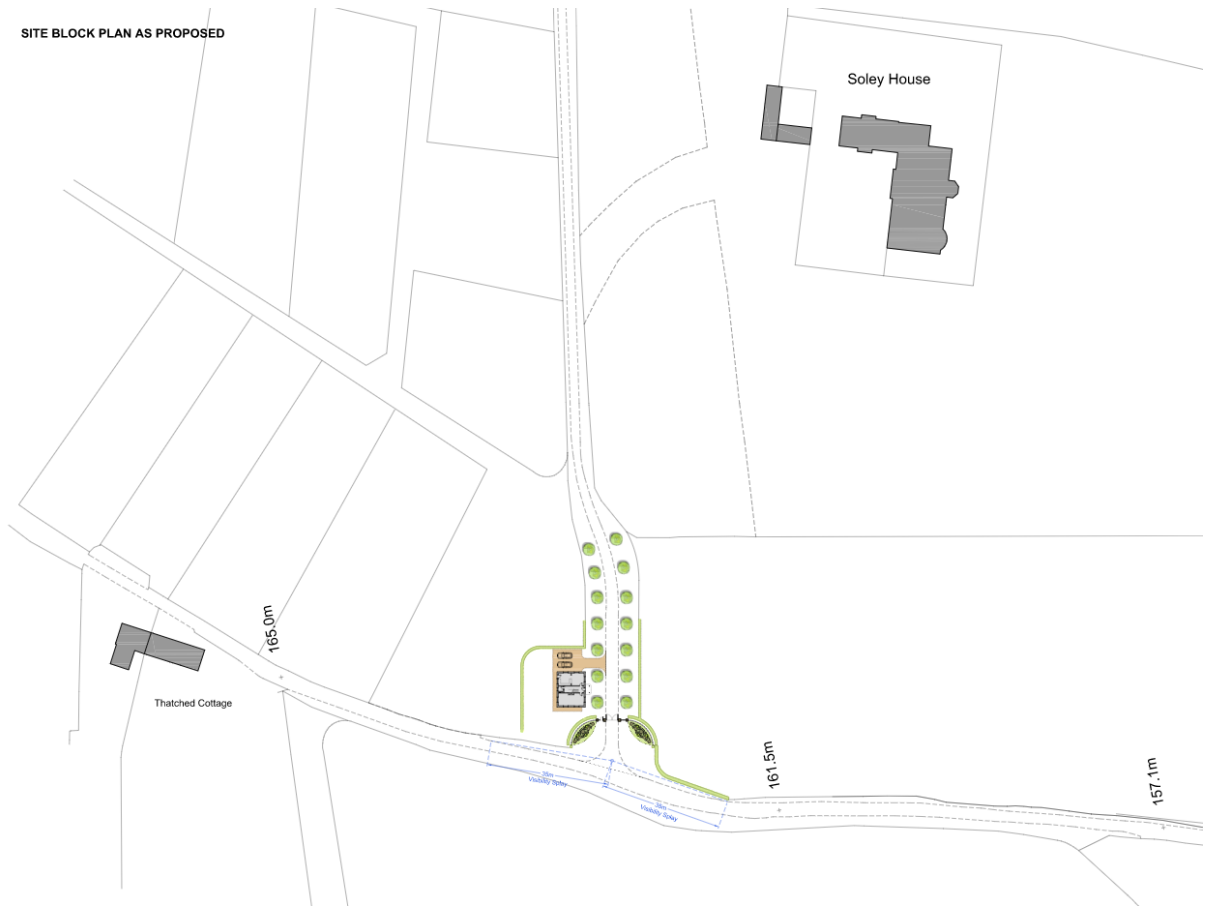 SITE BLOCK PLAN AS PROPOSED
Soley House
165.0m
Thatched Cottage
Visibility Splay
Visibility Splay
161.5m
157.1m